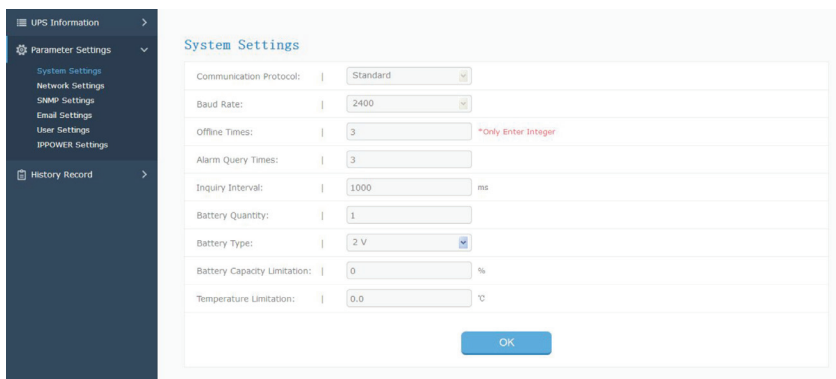 UPS Information
Parameter Settings
System Settings
Network Settings
SNMP Settings
Email Settings
User Settings
IPPOWER Settings
History Record
System Settings
Communication Protocol: | Standard
Baud Rate: | 2400
Offline Times: | 3 *Only Enter Integer
Alarm Query Times: | 3
Inquiry Interval: | 1000 ms
Battery Quantity: | 1
Battery Type: | 2 V
Battery Capacity Limitation: | 0 %
Temperature Limitation: | 0.0 ℃
OK